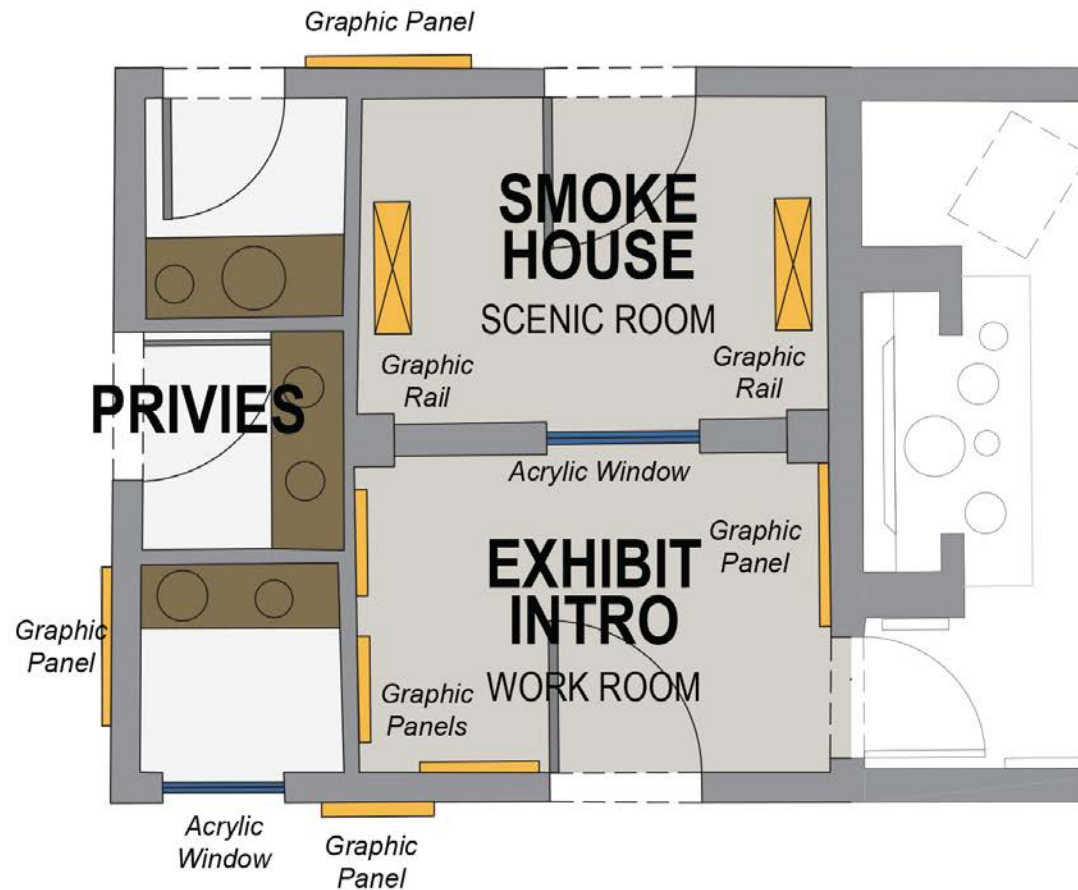 Graphic Panel
SMOKE
HOUSE
SCENIC ROOM
Graphic
Rail
Graphic
Rail
PRIVIES
Acrylic Window
Graphic
Panel
EXHIBIT
INTRO
WORK ROOM
Graphic
Panel
Graphic
Panels
Acrylic
Window
Graphic
Panel